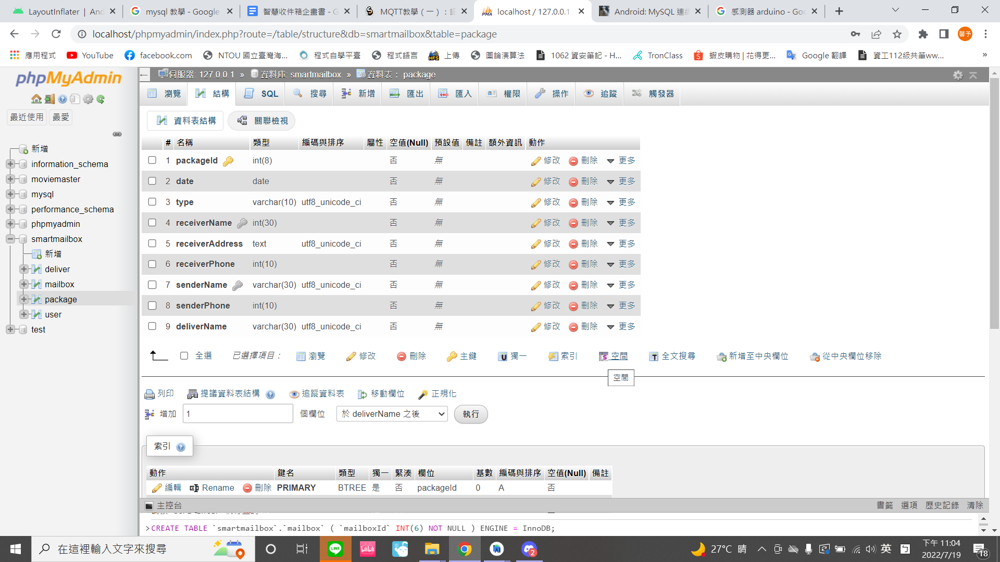 LayoutInflater | And
mysql 教學 - Google
智慧收件箱企畫書 - G
MQTT教學（一）：認
localhost / 127.0.0.1
Android: MySQL 連結
感測器 arduino - Goo
localhost/phpmyadmin/index.php?route=/table/structure&db=smartmailbox&table=package
馨予
應用程式
YouTube
facebook.com
NTOU 國立臺灣海...
程式自學平臺
程式語言
上傳
圖論演算法
1062 資安筆記 - H...
TronClass
蝦皮購物 | 花得更...
Google 翻譯
資工112級共筆ww...
»
phpMyAdmin
最近使用 最愛
新增
information_schema
moviemaster
mysql
performance_schema
phpmyadmin
smartmailbox
新增
deliver
mailbox
package
user
test
伺服器: 127.0.0.1 » 資料庫: smartmailbox » 資料表： package
瀏覽 結構 SQL 搜尋 新增 匯出 匯入 權限 操作 追蹤 觸發器
資料表結構 關聯檢視
# 名稱 類型 編碼與排序 屬性 空值(Null) 預設值 備註 額外資訊 動作
1 packageId int(8) 否 無 修改 刪除 更多
2 date date 否 無 修改 刪除 更多
3 type varchar(10) utf8_unicode_ci 否 無 修改 刪除 更多
4 receiverName int(30) 否 無 修改 刪除 更多
5 receiverAddress text utf8_unicode_ci 否 無 修改 刪除 更多
6 receiverPhone int(10) 否 無 修改 刪除 更多
7 senderName varchar(30) utf8_unicode_ci 否 無 修改 刪除 更多
8 senderPhone int(10) 否 無 修改 刪除 更多
9 deliverName varchar(30) utf8_unicode_ci 否 無 修改 刪除 更多
全選 已選擇項目： 瀏覽 修改 刪除 主鍵 獨一 索引 空間 全文搜尋 新增至中央欄位 從中央欄位移除
空間
列印 提議資料表結構 追蹤資料表 移動欄位 正規化
增加 1 個欄位 於 deliverName 之後 執行
索引
動作 鍵名 類型 獨一 緊湊 欄位 基數 編碼與排序 空值(Null) 備註
編輯 Rename 刪除 PRIMARY BTREE 是 否 packageId 0 A 否
主控台 書籤 選項 歷史記錄 清除
>CREATE TABLE `smartmailbox`.`mailbox` ( `mailboxId` INT(6) NOT NULL ) ENGINE = InnoDB;
在這裡輸入文字來搜尋
LINE
bilibili
2
27°C 晴
英
下午 11:04
2022/7/19
18